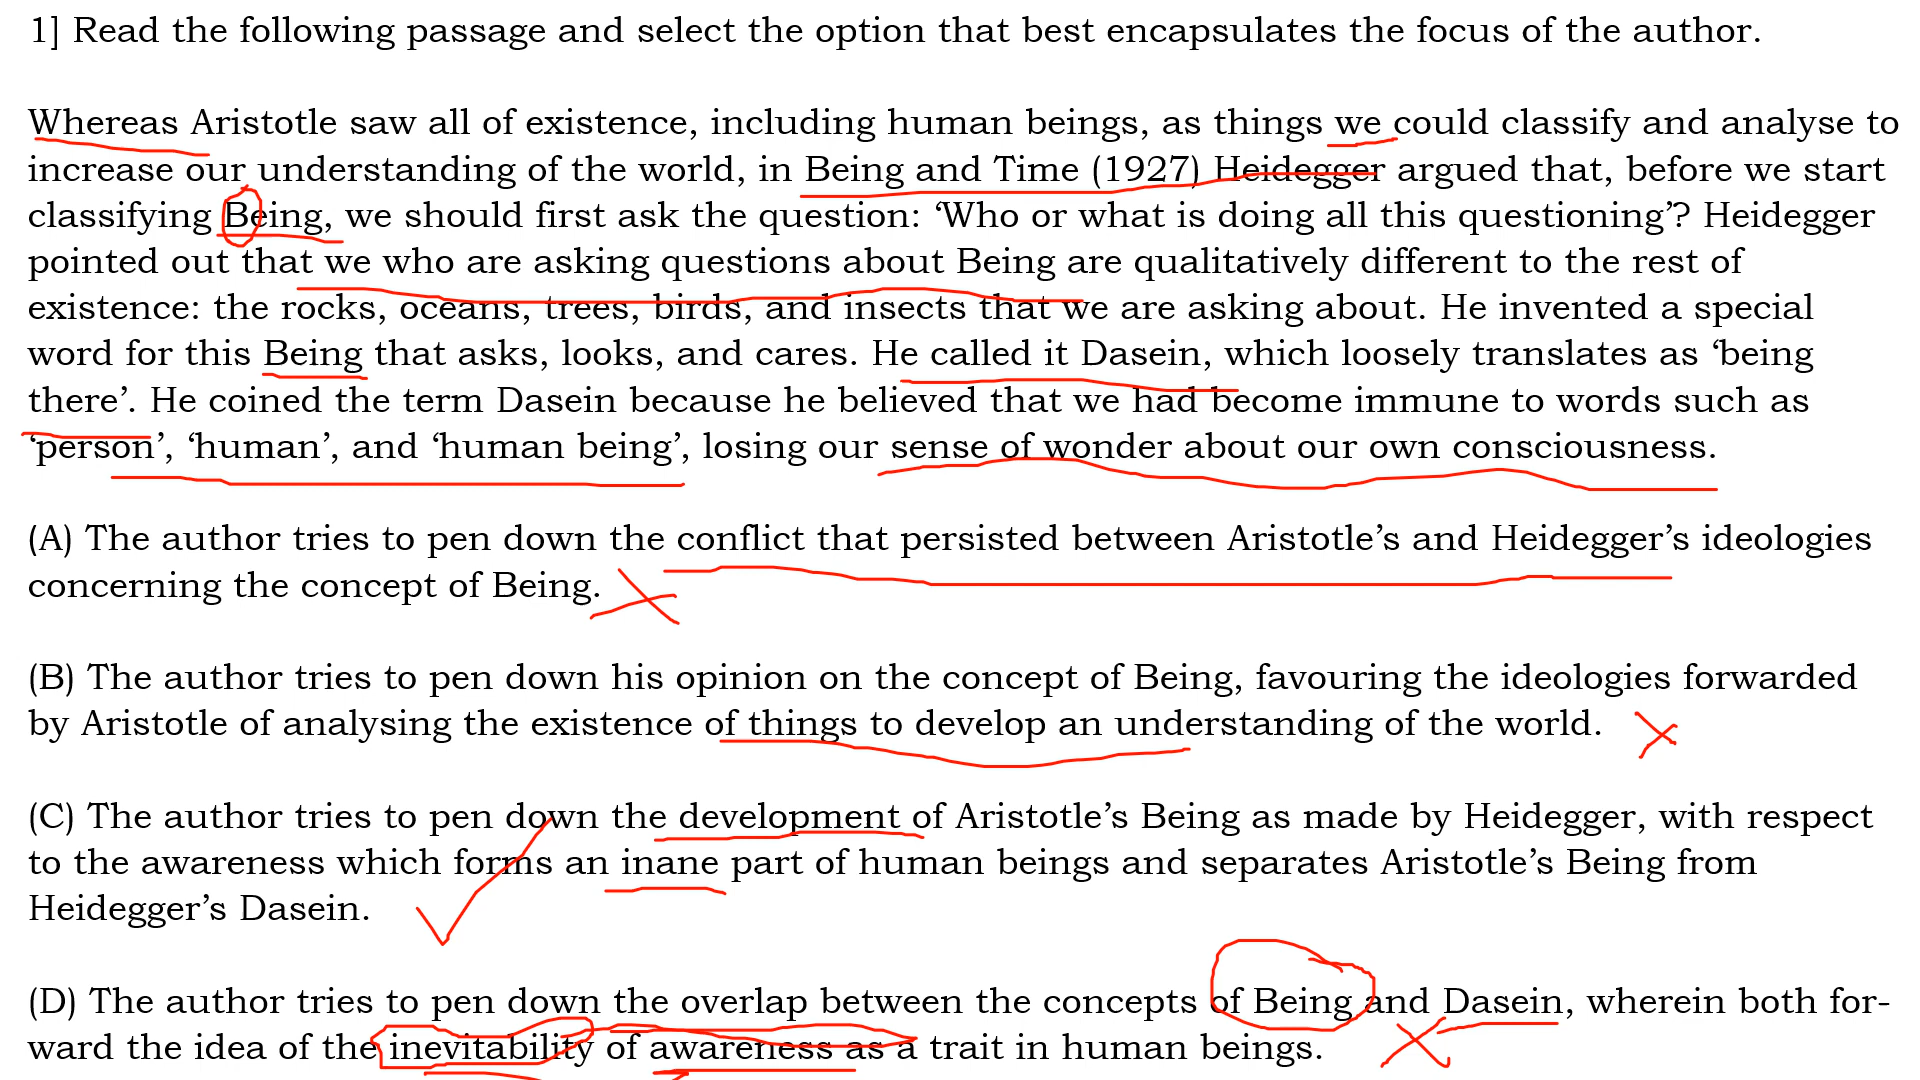 1] Read the following passage and select the option that best encapsulates the focus of the author.
Whereas Aristotle saw all of existence, including human beings, as things we could classify and analyse to
increase our understanding of the world, in Being and Time (1927) Heidegger argued that, before we start
classifying Being, we should first ask the question: ‘Who or what is doing all this questioning’? Heidegger
pointed out that we who are asking questions about Being are qualitatively different to the rest of
existence: the rocks, oceans, trees, birds, and insects that we are asking about. He invented a special
word for this Being that asks, looks, and cares. He called it Dasein, which loosely translates as ‘being
there’. He coined the term Dasein because he believed that we had become immune to words such as
‘person’, ‘human’, and ‘human being’, losing our sense of wonder about our own consciousness.
(A) The author tries to pen down the conflict that persisted between Aristotle’s and Heidegger’s ideologies
concerning the concept of Being.
(B) The author tries to pen down his opinion on the concept of Being, favouring the ideologies forwarded
by Aristotle of analysing the existence of things to develop an understanding of the world.
(C) The author tries to pen down the development of Aristotle’s Being as made by Heidegger, with respect
to the awareness which forms an inane part of human beings and separates Aristotle’s Being from
Heidegger’s Dasein.
(D) The author tries to pen down the overlap between the concepts of Being and Dasein, wherein both for-
ward the idea of the inevitability of awareness as a trait in human beings.